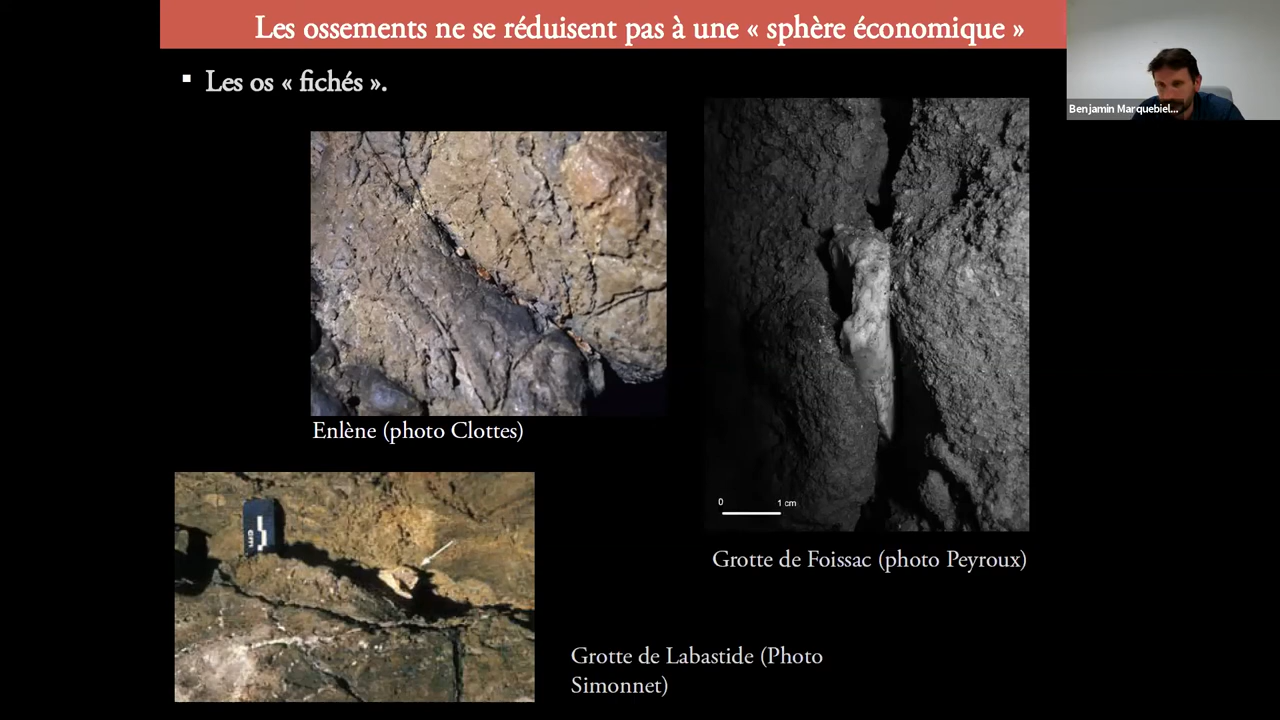 Les ossements ne se réduisent pas à une « sphère économique »
▪ Les os « fichés ».
Benjamin Marquebiel...
Enlène (photo Clottes)
0 1 cm
Grotte de Foissac (photo Peyroux)
cm
Grotte de Labastide (Photo
Simonnet)